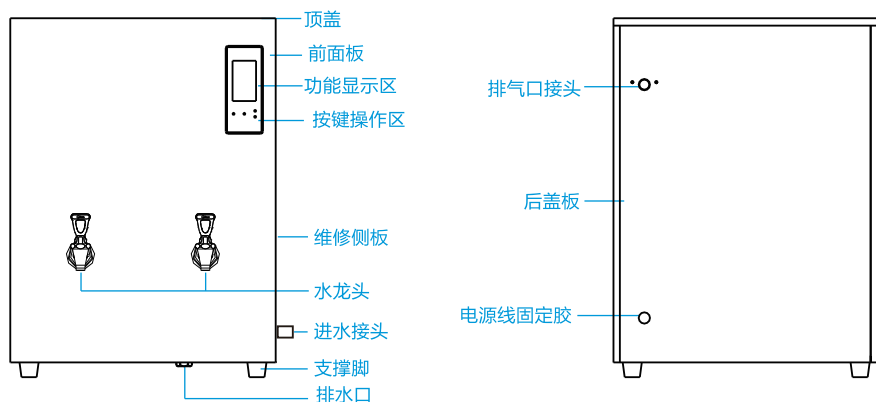 顶盖
前面板
功能显示区
按键操作区
维修侧板
水龙头
进水接头
支撑脚
排水口
排气口接头
后盖板
电源线固定胶